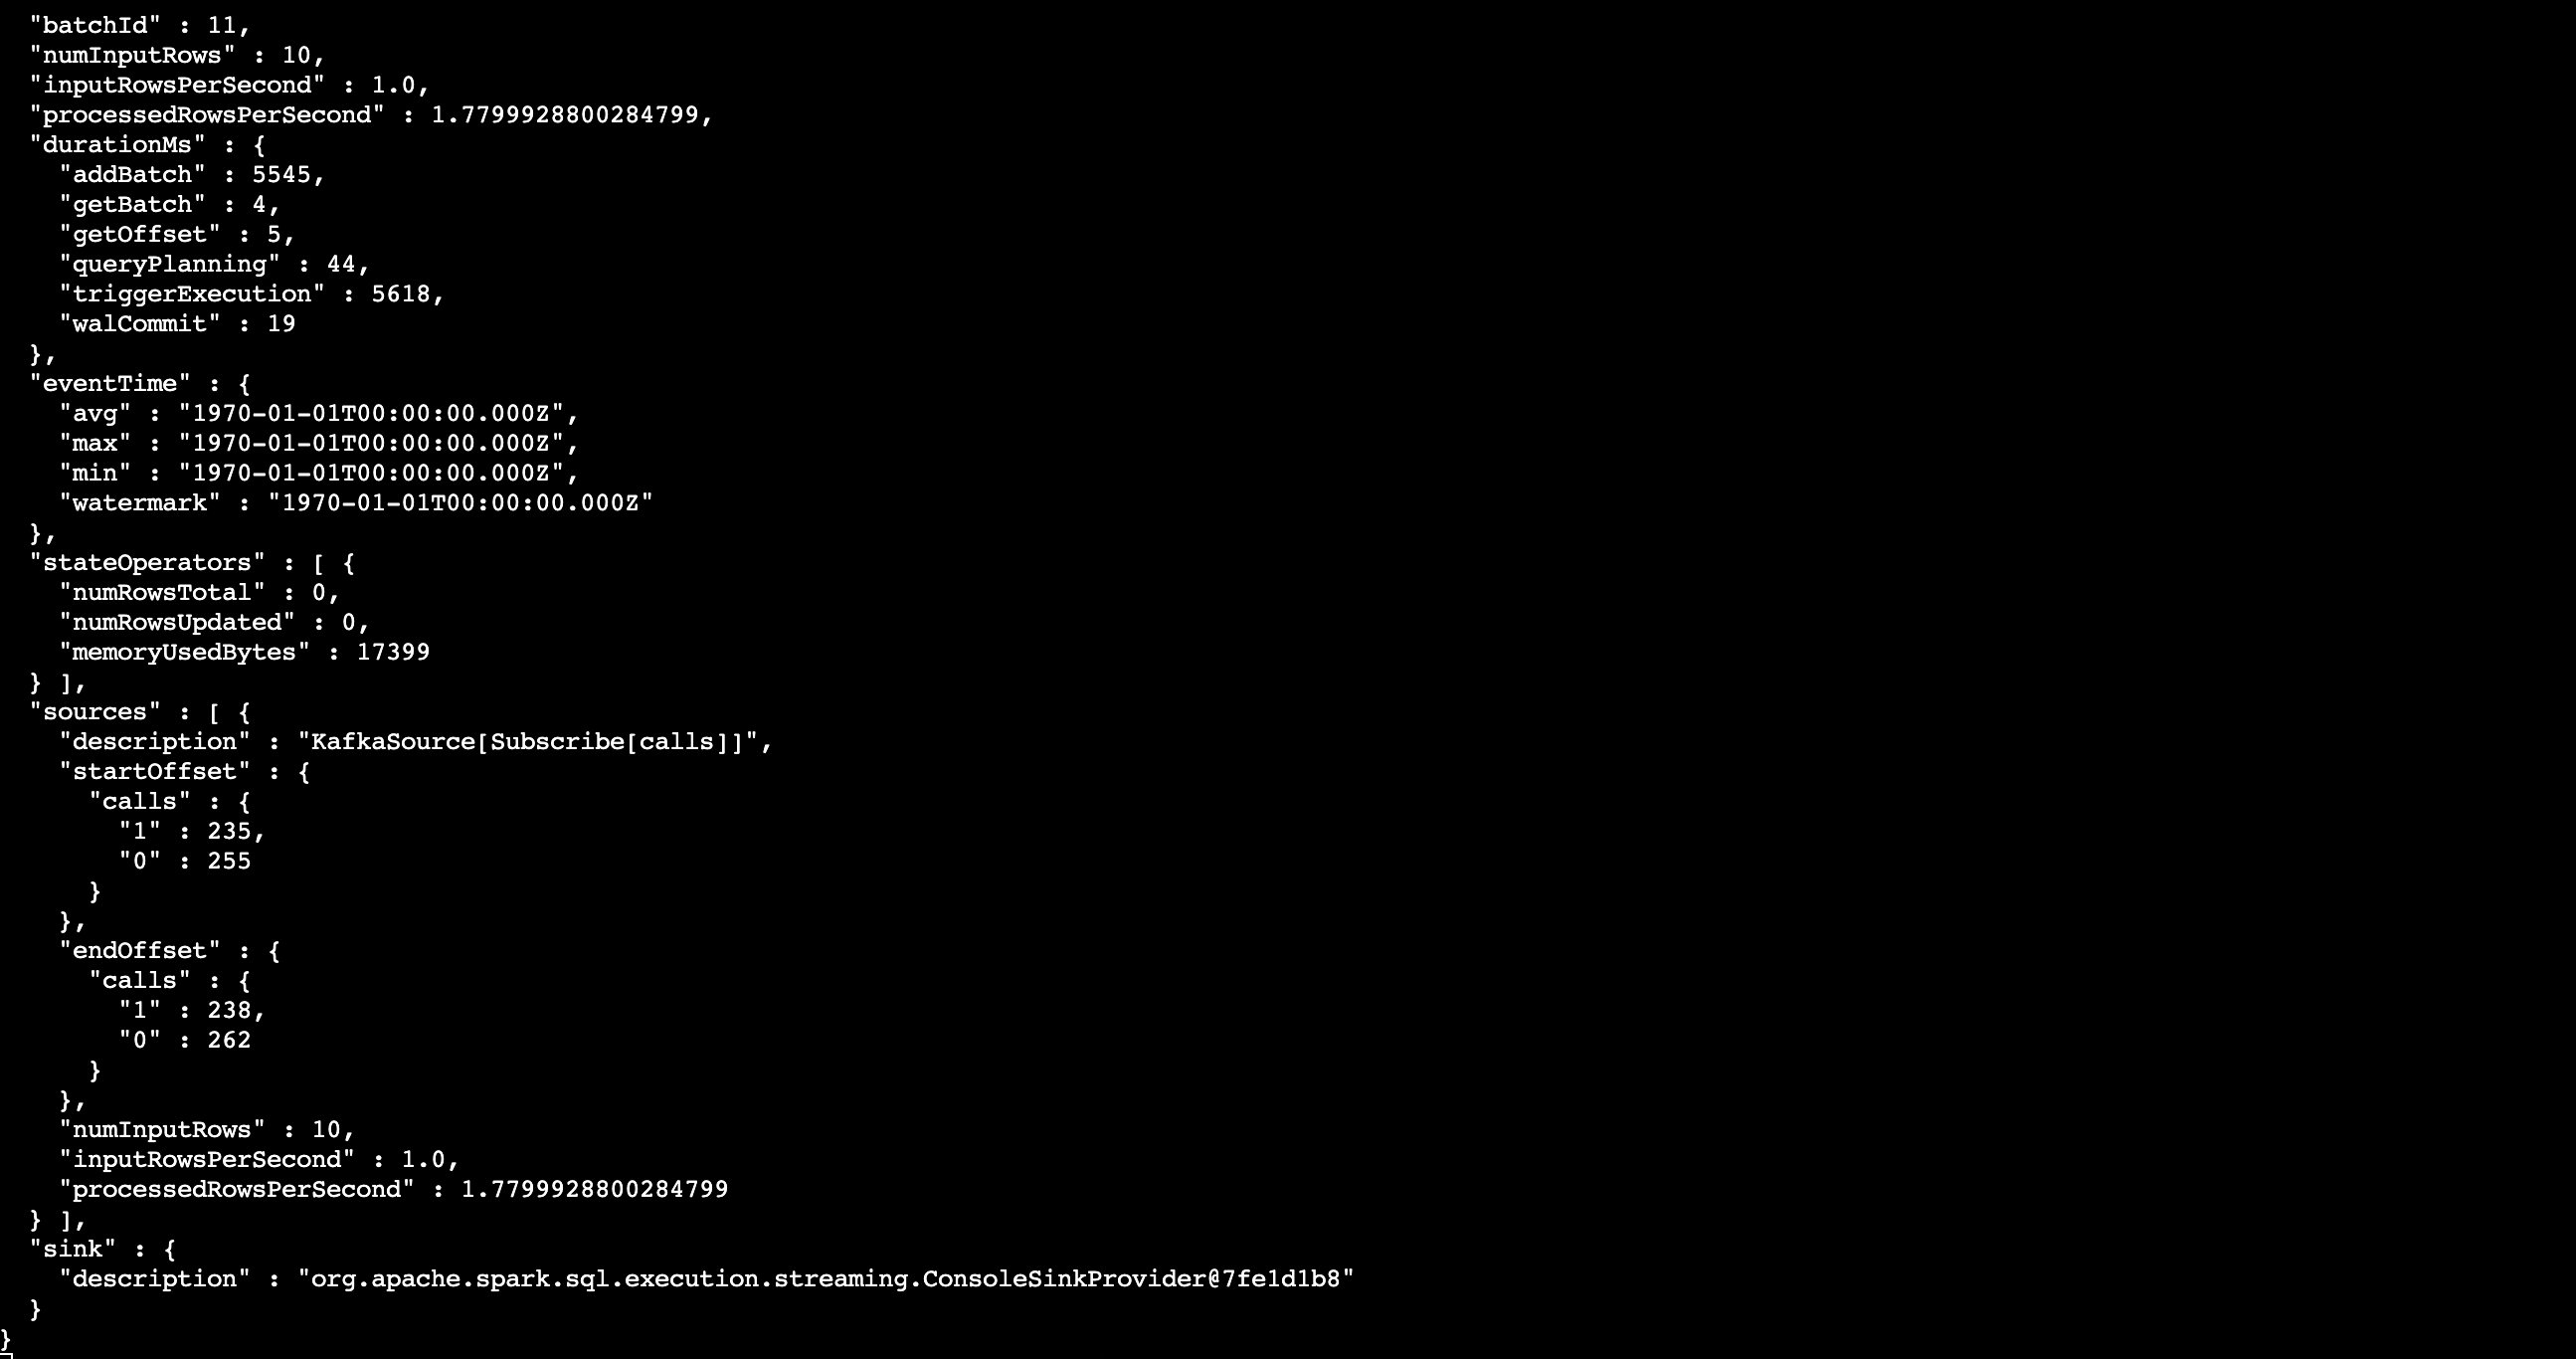 "batchId" : 11,
"numInputRows" : 10,
"inputRowsPerSecond" : 1.0,
"processedRowsPerSecond" : 1.7799928800284799,
"durationMs" : {
"addBatch" : 5545,
"getBatch" : 4,
"getOffset" : 5,
"queryPlanning" : 44,
"triggerExecution" : 5618,
"walCommit" : 19
},
"eventTime" : {
"avg" : "1970-01-01T00:00:00.000Z",
"max" : "1970-01-01T00:00:00.000Z",
"min" : "1970-01-01T00:00:00.000Z",
"watermark" : "1970-01-01T00:00:00.000Z"
},
"stateOperators" : [ {
"numRowsTotal" : 0,
"numRowsUpdated" : 0,
"memoryUsedBytes" : 17399
} ],
"sources" : [ {
"description" : "KafkaSource[Subscribe[calls]]",
"startOffset" : {
"calls" : {
"1" : 235,
"0" : 255
}
},
"endOffset" : {
"calls" : {
"1" : 238,
"0" : 262
}
},
"numInputRows" : 10,
"inputRowsPerSecond" : 1.0,
"processedRowsPerSecond" : 1.7799928800284799
} ],
"sink" : {
"description" : "org.apache.spark.sql.execution.streaming.ConsoleSinkProvider@7fe1d1b8"
}
}